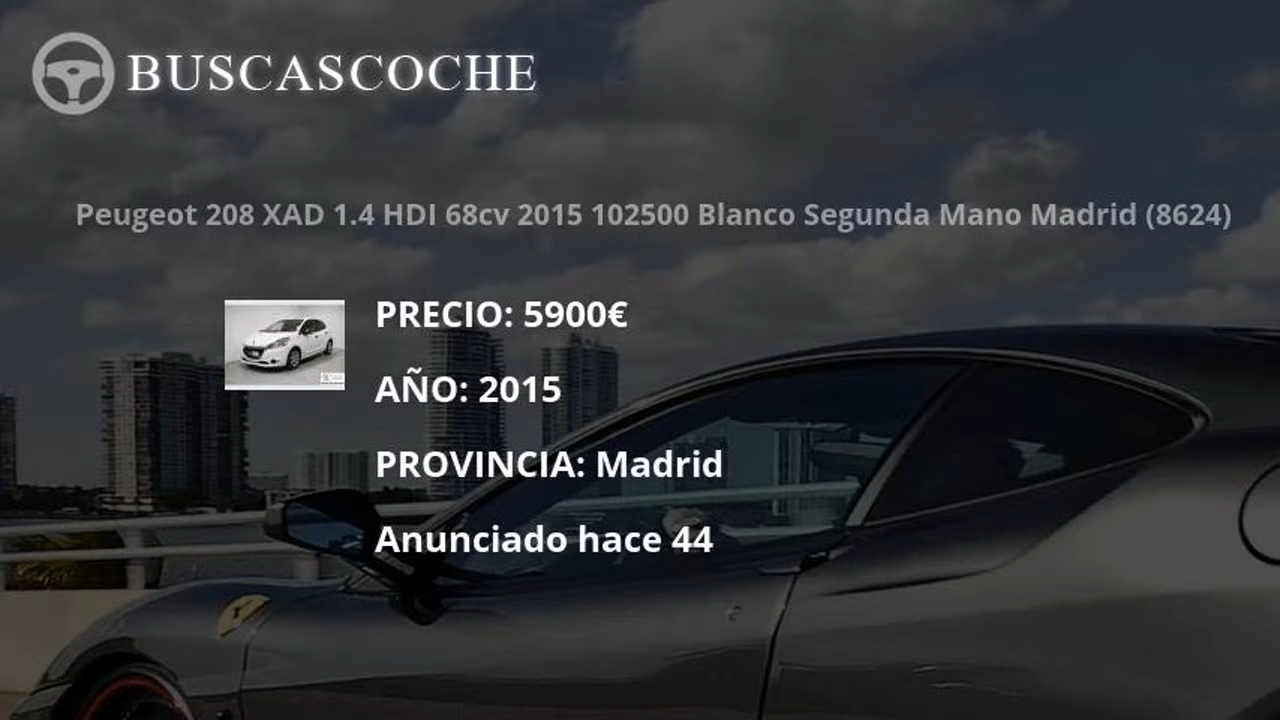 BUSCASCOCHE
Peugeot 208 XAD 1.4 HDI 68cv 2015 102500 Blanco Segunda Mano Madrid (8624)
PRECIO: 5900€
AÑO: 2015
PROVINCIA: Madrid
Anunciado hace 44